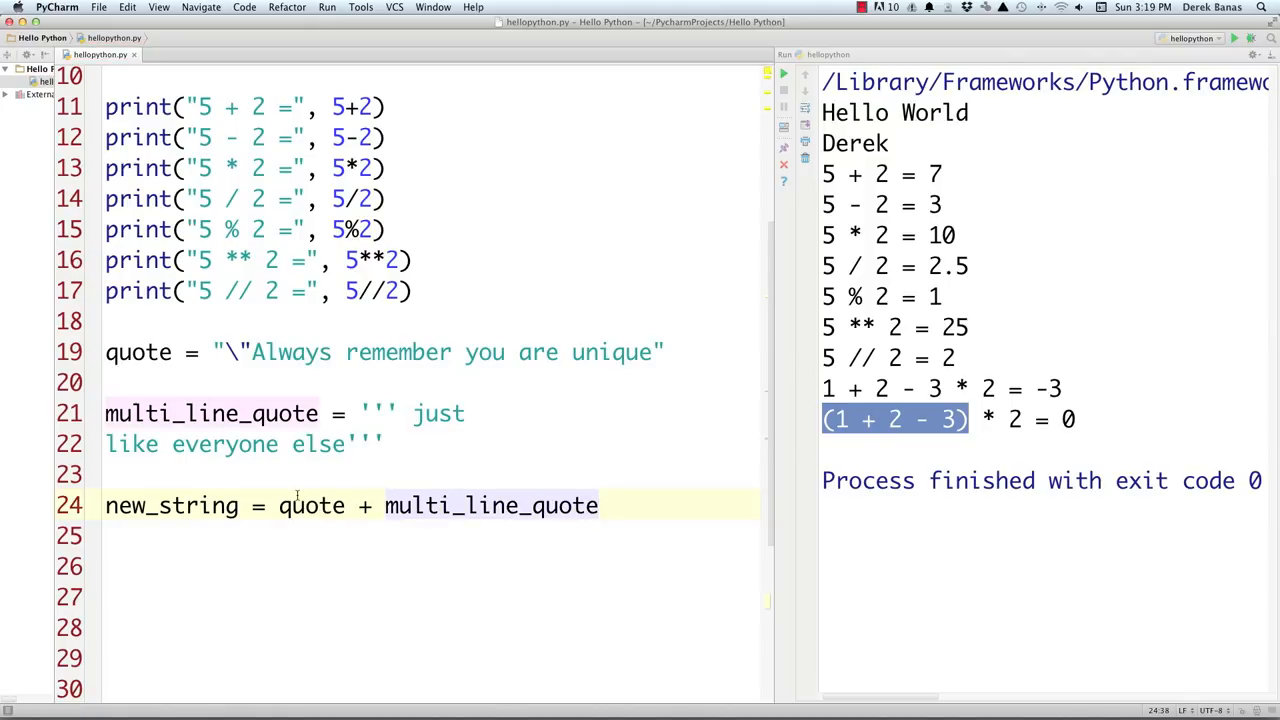 PyCharm File Edit View Navigate Code Refactor Run Tools VCS Window Help 10 Sun 3:19 PM Derek Banas
hellopython.py - Hello Python - [~/PycharmProjects/Hello Python]
Hello Python hellopython.py hellopython
hellopython.py Run hellopython
Hello P
hell
Externa
10
11 print("5 + 2 =", 5+2)
12 print("5 - 2 =", 5-2)
13 print("5 * 2 =", 5*2)
14 print("5 / 2 =", 5/2)
15 print("5 % 2 =", 5%2)
16 print("5 ** 2 =", 5**2)
17 print("5 // 2 =", 5//2)
18
19 quote = "\"Always remember you are unique"
20
21 multi_line_quote = ''' just
22 like everyone else'''
23
24 new_string = quote + multi_line_quote
25
26
27
28
29
30
/Library/Frameworks/Python.framewo
Hello World
Derek
5 + 2 = 7
5 - 2 = 3
5 * 2 = 10
5 / 2 = 2.5
5 % 2 = 1
5 ** 2 = 25
5 // 2 = 2
1 + 2 - 3 * 2 = -3
(1 + 2 - 3) * 2 = 0
Process finished with exit code 0
24:38 LF UTF-8